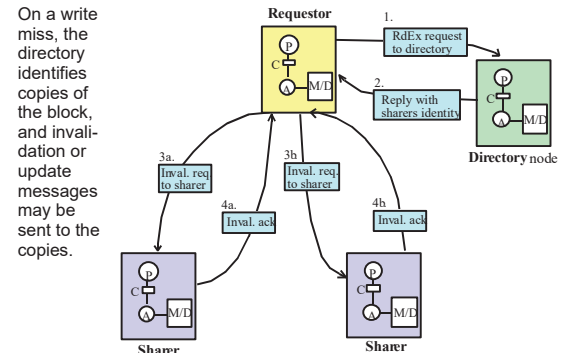 On a write
miss, the
directory
identifies
copies of
the block,
and invali-
dation or
update
messages
may be
sent to the
copies.
Requestor
P
C
A
M/D
1.
RdEx request
to directory
2.
Reply with
sharers identity
P
C
A
M/D
Directory node
3a.
Inval. req.
to sharer
4a.
Inval. ack
3b
Inval. req.
to sharer
4b
Inval. ack
P
C
A
M/D
Sharer
P
C
A
M/D
Sharer